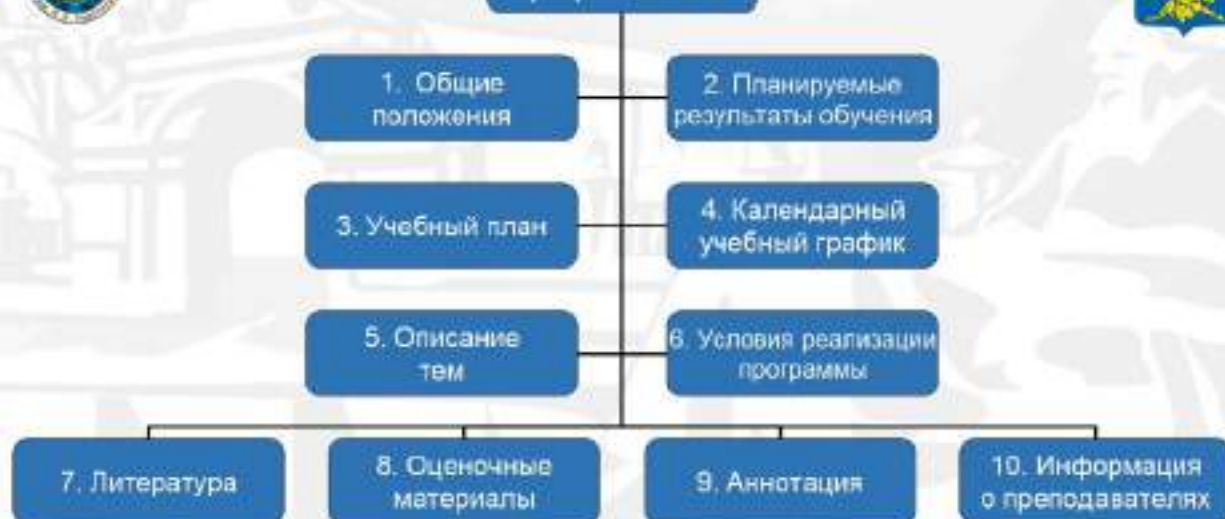 1. Общие
положения
2. Планируемые
результаты обучения
3. Учебный план
4. Календарный
учебный график
5. Описание
тем
6. Условия реализации
программы
7. Литература
8. Оценочные
материалы
9. Аннотация
10. Информация
о преподавателях